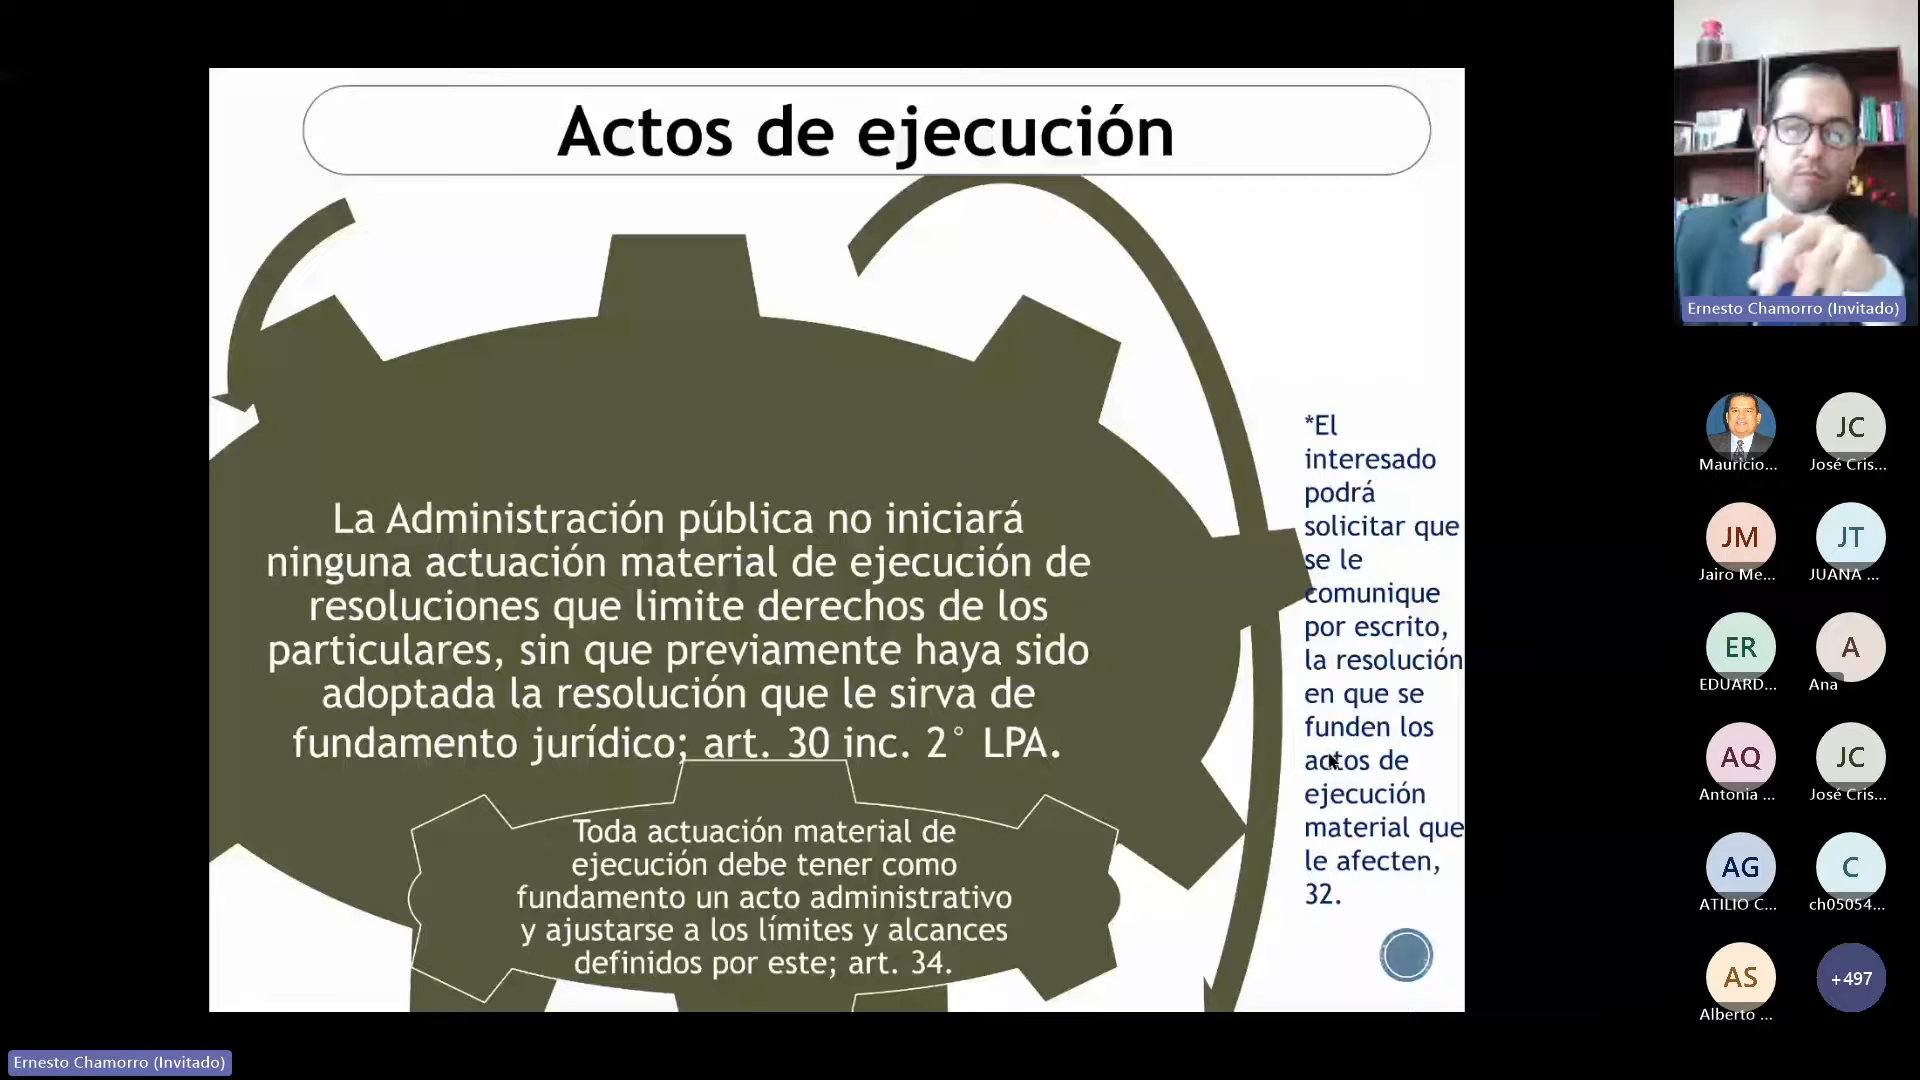 Actos de ejecución
La Administración pública no iniciará
ninguna actuación material de ejecución de
resoluciones que limite derechos de los
particulares, sin que previamente haya sido
adoptada la resolución que le sirva de
fundamento jurídico; art. 30 inc. 2° LPA.
Toda actuación material de
ejecución debe tener como
fundamento un acto administrativo
y ajustarse a los límites y alcances
definidos por este; art. 34.
*El
interesado
podrá
solicitar que
se le
comunique
por escrito,
la resolución
en que se
funden los
actos de
ejecución
material que
le afecten,
32.
Ernesto Chamorro (Invitado)
Mauricio...
JC
José Cris...
JM
Jairo Me...
JT
JUANA ...
ER
EDUARD...
A
Ana
AQ
Antonia ...
JC
José Cris...
AG
ATILIO C...
C
ch05054...
AS
Alberto ...
+497
Ernesto Chamorro (Invitado)